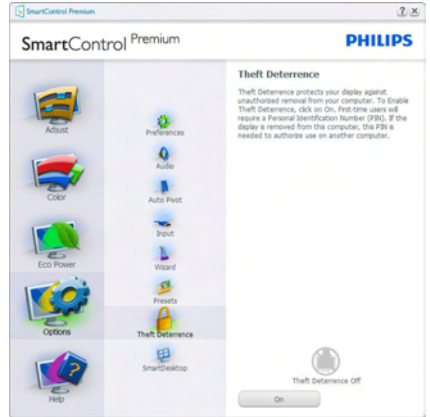 SmartControl Premium
SmartControl Premium
PHILIPS
Adjust
Color
Eco Power
Options
Help
Preferences
Audio
Auto Pivot
Input
Wizard
Presets
Theft Deterrence
SmartDesktop
Theft Deterrence
Theft Deterrence protects your display against
unauthorized removal from your computer. To Enable
Theft Deterrence, click on On. First-time users will
require a Personal Identification Number (PIN). If the
display is removed from this computer, this PIN is
needed to authorize use on another computer.
Theft Deterrence Off
On